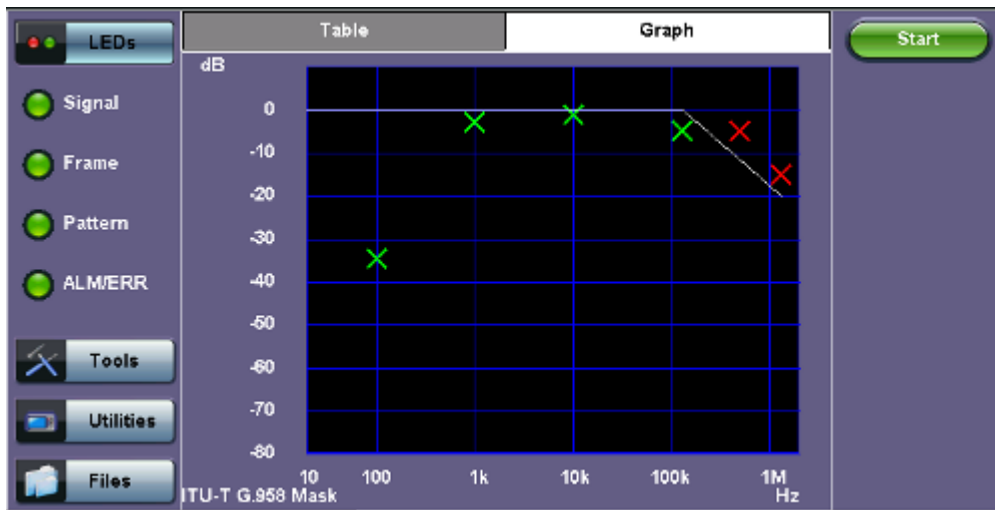 LEDs
Table
Graph
Start
dB
Signal
Frame
Pattern
ALM/ERR
Tools
Utilities
Files
0
-10
-20
-30
-40
-50
-60
-70
-80
10 100 1k 10k 100k 1M
ITU-T G.958 Mask
Hz